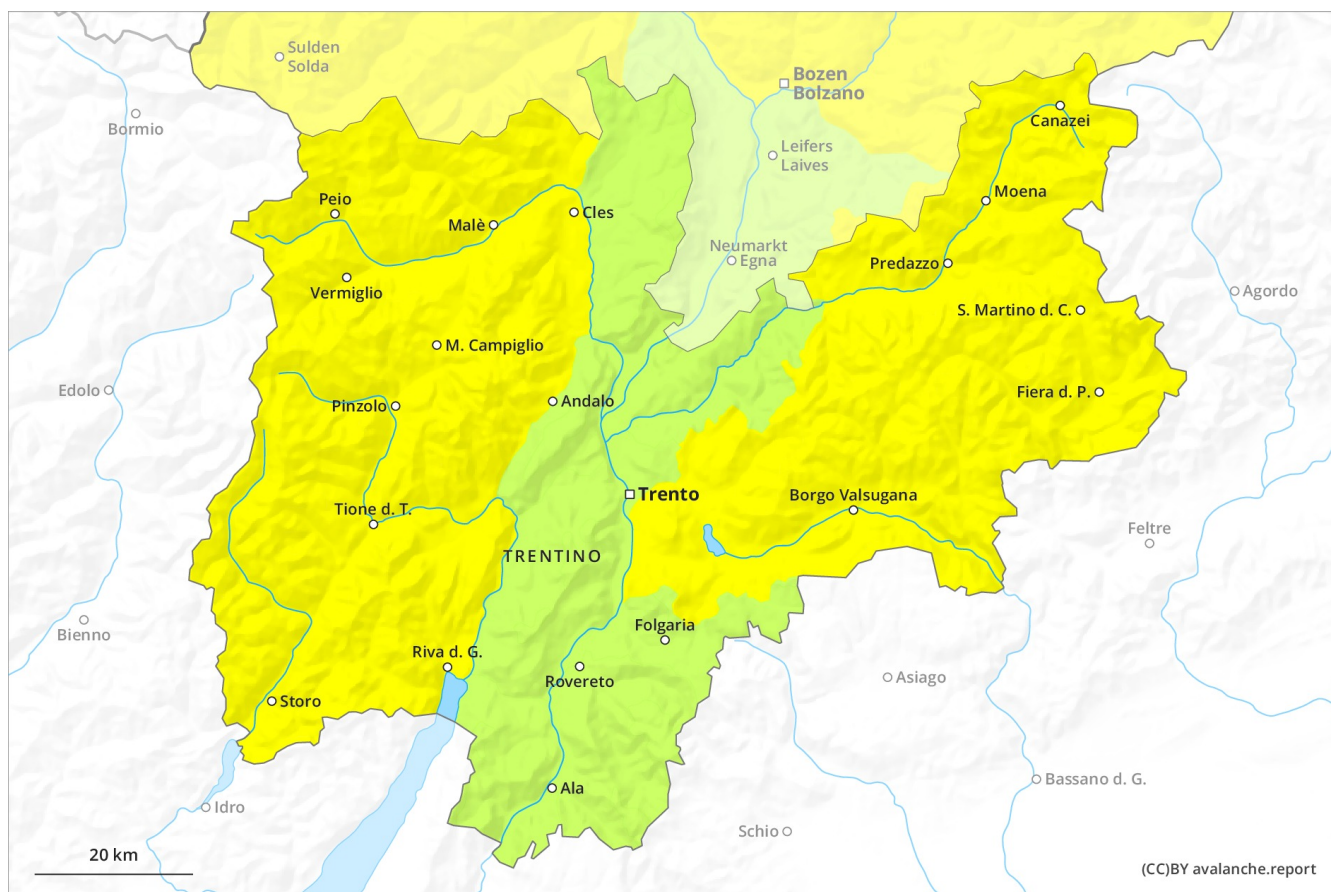 Sulden
Solda
Bozen
Bolzano
Bormio
Canazei
Leifers
Laives
Peio
Moena
Malè
Cles
Neumarkt
Egna
Predazzo
Vermiglio
Agordo
S. Martino d. C.
M. Campiglio
Edolo
Fiera d. P.
Andalo
Pinzolo
Trento
Borgo Valsugana
Tione d. T.
Feltre
TRENTINO
Bienno
Folgaria
Riva d. G.
Rovereto
Asiago
Storo
Bassano d. G.
Ala
Idro
Schio
20 km
(CC)BY avalanche.report